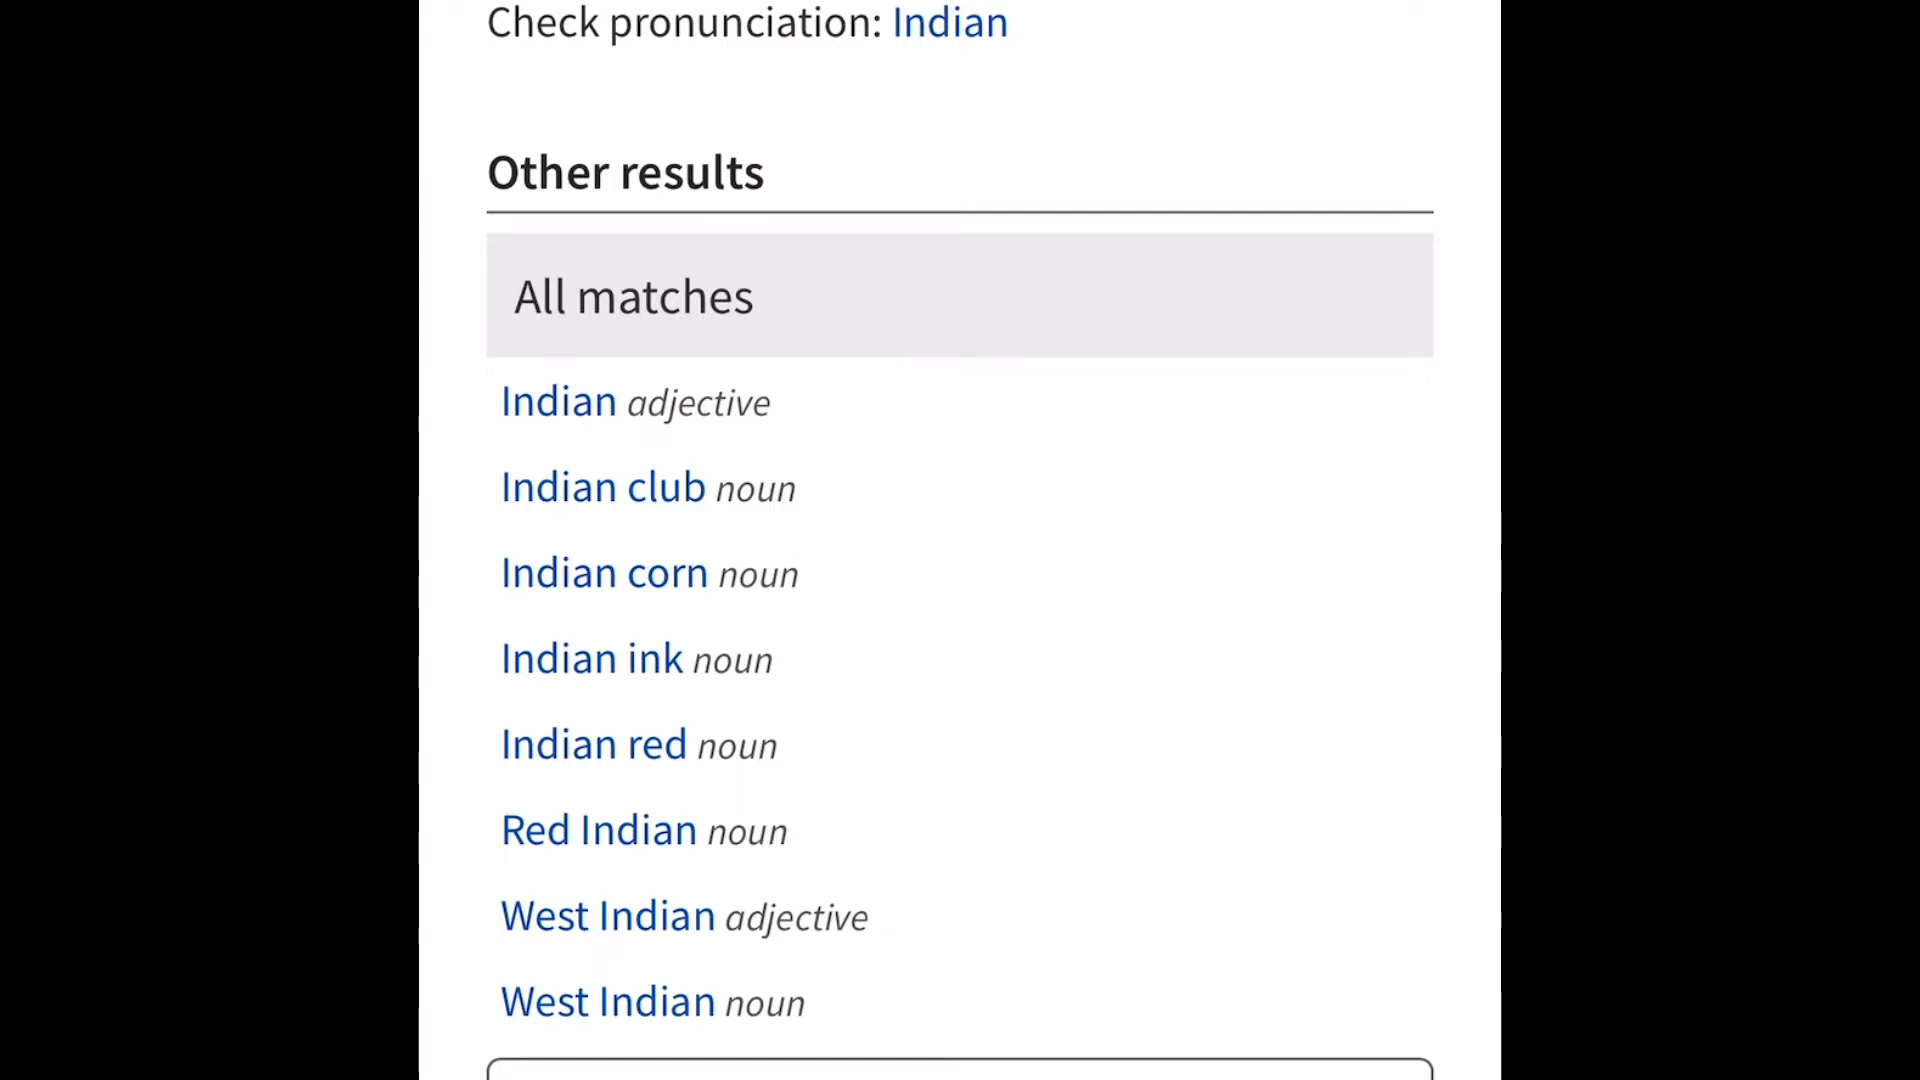 Check pronunciation: Indian
Other results
All matches
Indian adjective
Indian club noun
Indian corn noun
Indian ink noun
Indian red noun
Red Indian noun
West Indian adjective
West Indian noun